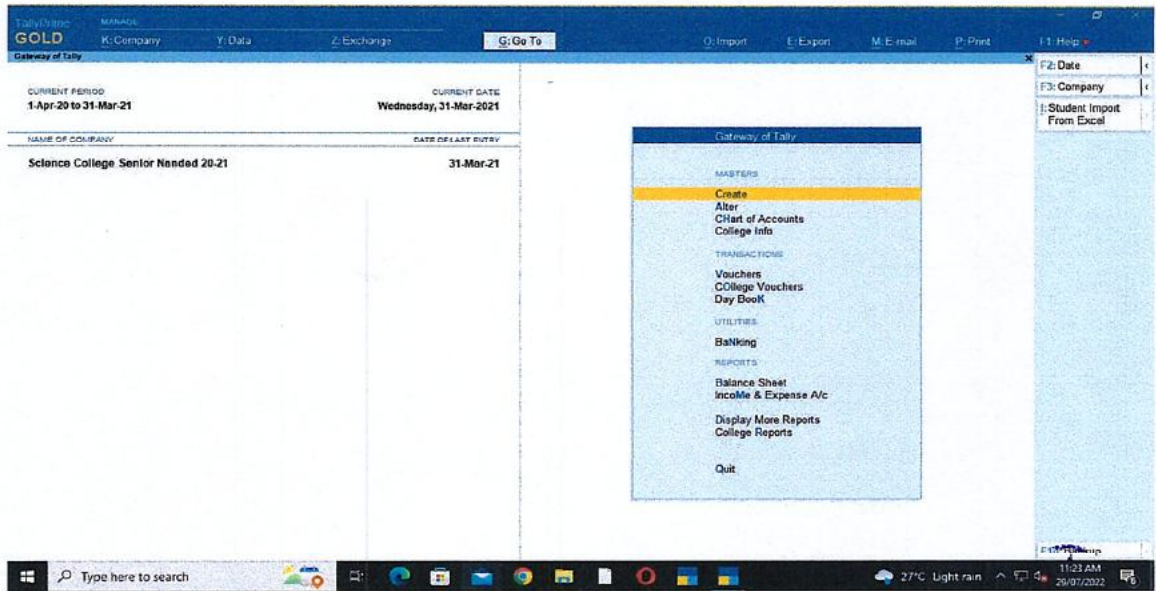 TallyPrime
GOLD
MANAGE
K: Company
Y: Data
Z: Exchange
G: Go To
O: Import
E: Export
M: E-mail
P: Print
F1: Help
Gateway of Tally
CURRENT PERIOD
1-Apr-20 to 31-Mar-21
CURRENT DATE
Wednesday, 31-Mar-2021
NAME OF COMPANY
DATE OF LAST ENTRY
Science College Senior Nanded 20-21
31-Mar-21
Gateway of Tally
MASTERS
Create
Alter
CHart of Accounts
College Info
TRANSACTIONS
Vouchers
COllege Vouchers
Day BooK
UTILITIES
BaNking
REPORTS
Balance Sheet
IncoMe & Expense A/c
Display More Reports
College Reports
Quit
F2: Date
F3: Company
I: Student Import
From Excel
Type here to search
27°C Light rain
11:23 AM
29/07/2022